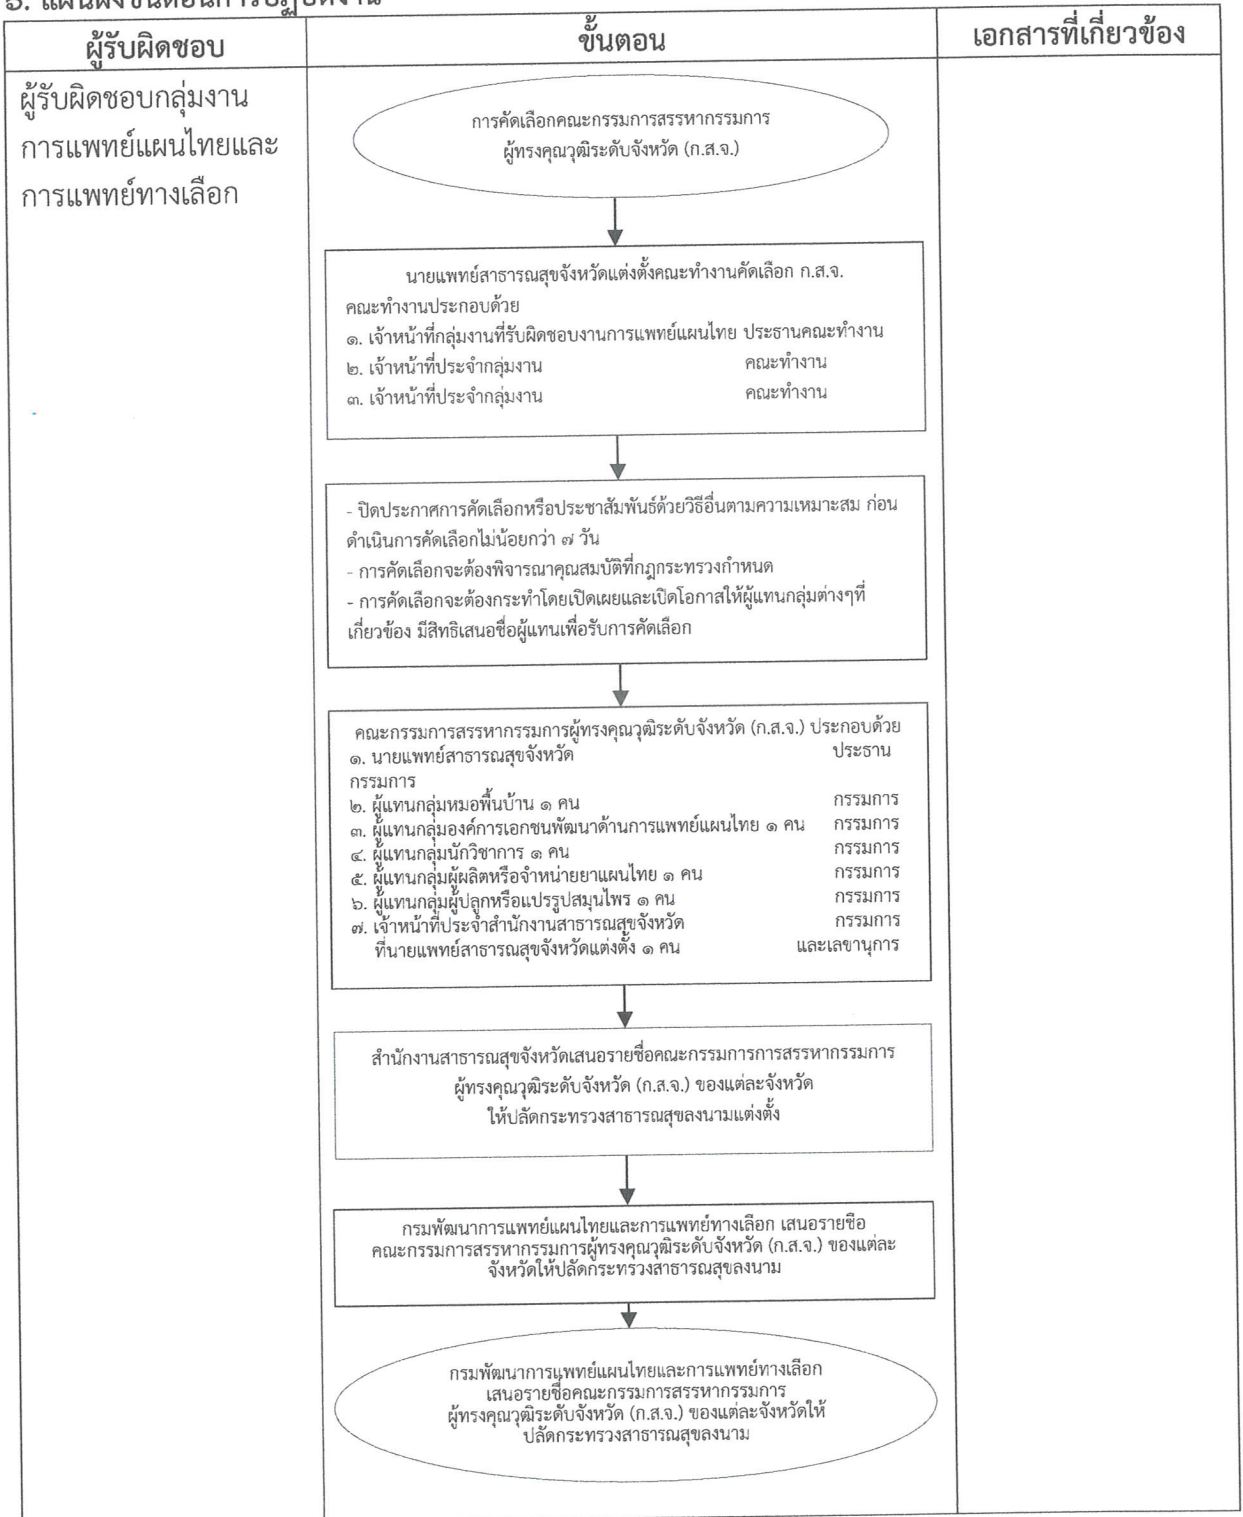 ๖. แผนผังขั้นตอนการปฏิบัติงาน
ผู้รับผิดชอบ
ขั้นตอน
เอกสารที่เกี่ยวข้อง
ผู้รับผิดชอบกลุ่มงาน
การแพทย์แผนไทยและ
การแพทย์ทางเลือก
การคัดเลือกคณะกรรมการสรรหากรรมการ
ผู้ทรงคุณวุฒิระดับจังหวัด (ก.ส.จ.)
นายแพทย์สาธารณสุขจังหวัดแต่งตั้งคณะทำงานคัดเลือก ก.ส.จ.
คณะทำงานประกอบด้วย
๑. เจ้าหน้าที่กลุ่มงานที่รับผิดชอบงานการแพทย์แผนไทย ประธานคณะทำงาน
๒. เจ้าหน้าที่ประจำกลุ่มงาน คณะทำงาน
๓. เจ้าหน้าที่ประจำกลุ่มงาน คณะทำงาน
- ปิดประกาศการคัดเลือกหรือประชาสัมพันธ์ด้วยวิธีอื่นตามความเหมาะสม ก่อน
ดำเนินการคัดเลือกไม่น้อยกว่า ๗ วัน
- การคัดเลือกจะต้องพิจารณาคุณสมบัติที่กฎกระทรวงกำหนด
- การคัดเลือกจะต้องกระทำโดยเปิดเผยและเปิดโอกาสให้ผู้แทนกลุ่มต่างๆที่
เกี่ยวข้อง มีสิทธิเสนอชื่อผู้แทนเพื่อรับการคัดเลือก
คณะกรรมการสรรหากรรมการผู้ทรงคุณวุฒิระดับจังหวัด (ก.ส.จ.) ประกอบด้วย
๑. นายแพทย์สาธารณสุขจังหวัด ประธาน
กรรมการ
๒. ผู้แทนกลุ่มหมอพื้นบ้าน ๑ คน กรรมการ
๓. ผู้แทนกลุ่มองค์การเอกชนพัฒนาด้านการแพทย์แผนไทย ๑ คน กรรมการ
๔. ผู้แทนกลุ่มนักวิชาการ ๑ คน กรรมการ
๕. ผู้แทนกลุ่มผู้ผลิตหรือจำหน่ายยาแผนไทย ๑ คน กรรมการ
๖. ผู้แทนกลุ่มผู้ปลูกหรือแปรรูปสมุนไพร ๑ คน กรรมการ
๗. เจ้าหน้าที่ประจำสำนักงานสาธารณสุขจังหวัด กรรมการ
ที่นายแพทย์สาธารณสุขจังหวัดแต่งตั้ง ๑ คน และเลขานุการ
สำนักงานสาธารณสุขจังหวัดเสนอรายชื่อคณะกรรมการการสรรหากรรมการ
ผู้ทรงคุณวุฒิระดับจังหวัด (ก.ส.จ.) ของแต่ละจังหวัด
ให้ปลัดกระทรวงสาธารณสุขลงนามแต่งตั้ง
กรมพัฒนาการแพทย์แผนไทยและการแพทย์ทางเลือก เสนอรายชื่อ
คณะกรรมการสรรหากรรมการผู้ทรงคุณวุฒิระดับจังหวัด (ก.ส.จ.) ของแต่ละ
จังหวัดให้ปลัดกระทรวงสาธารณสุขลงนาม
กรมพัฒนาการแพทย์แผนไทยและการแพทย์ทางเลือก
เสนอรายชื่อคณะกรรมการสรรหากรรมการ
ผู้ทรงคุณวุฒิระดับจังหวัด (ก.ส.จ.) ของแต่ละจังหวัดให้
ปลัดกระทรวงสาธารณสุขลงนาม